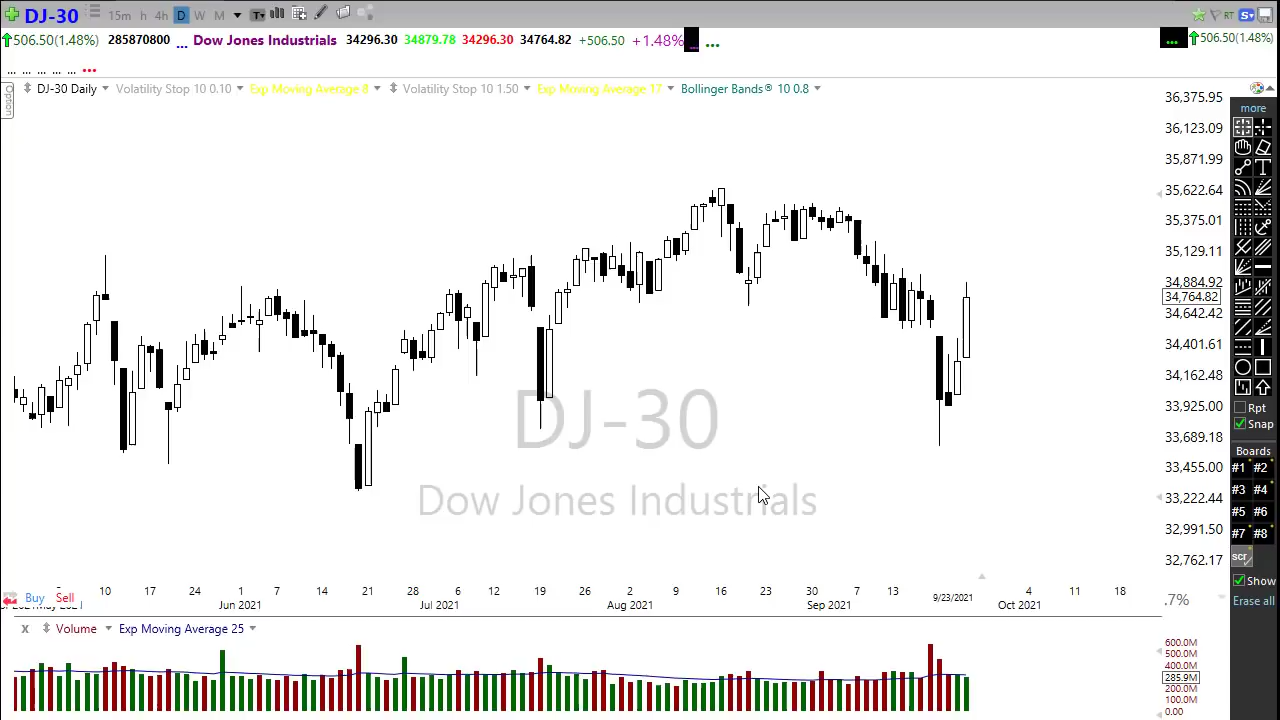 DJ-30 15m h 4h D W M T RT S
506.50(1.48%) 285870800 ... Dow Jones Industrials 34296.30 34879.78 34296.30 34764.82 +506.50 +1.48% ... ... ... 506.50(1.48%)
... ... ... ... ... ...
Option
DJ-30 Daily Volatility Stop 10 0.10 Exp Moving Average 8 Volatility Stop 10 1.50 Exp Moving Average 17 Bollinger Bands® 10 0.8
36,375.95
36,123.09
35,871.99
35,622.64
35,375.01
35,129.11
34,884.92
34,764.82
34,642.42
34,401.61
34,162.48
33,925.00
33,689.18
33,455.00
33,222.44
32,991.50
32,762.17
DJ-30
Dow Jones Industrials
more
Rpt
Snap
Boards
#1 #2
#3 #4
#5 #6
#7 #8
scr
Show
Erase all
10 17 24 1 7 14 21 28 6 12 19 26 2 9 16 23 30 7 13 9/23/2021 4 11 18
Jun 2021 Jul 2021 Aug 2021 Sep 2021 Oct 2021
Buy Sell
.7%
X Volume Exp Moving Average 25
600.0M
500.0M
400.0M
285.9M
200.0M
100.0M
0.00